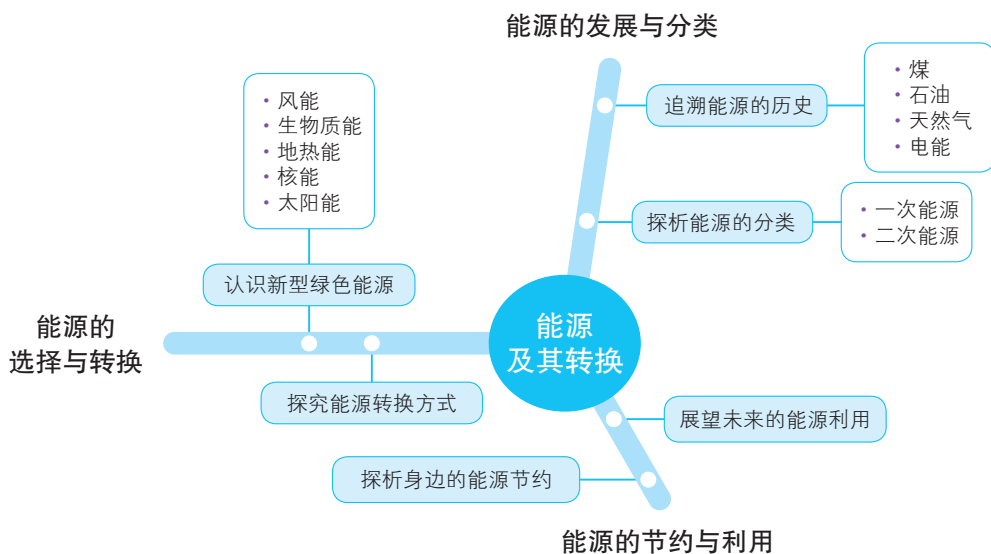 能源的发展与分类
追溯能源的历史
• 煤
• 石油
• 天然气
• 电能
探析能源的分类
• 一次能源
• 二次能源
• 风能
• 生物质能
• 地热能
• 核能
• 太阳能
认识新型绿色能源
能源的
选择与转换
探究能源转换方式
能源
及其转换
展望未来的能源利用
探析身边的能源节约
能源的节约与利用